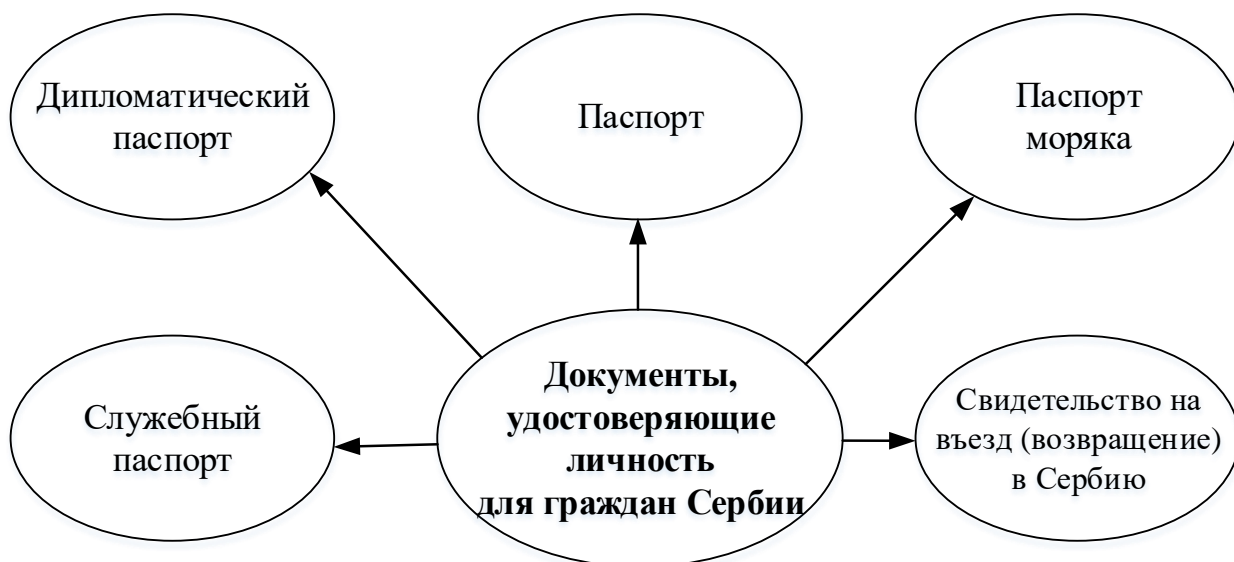 Дипломатический
паспорт
Паспорт
Паспорт
моряка
Служебный
паспорт
Документы,
удостоверяющие
личность
для граждан Сербии
Свидетельство на
въезд (возвращение)
в Сербию